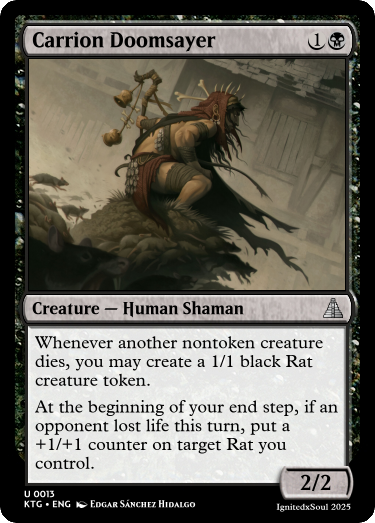 Carrion Doomsayer 1
Creature — Human Shaman
Whenever another nontoken creature
dies, you may create a 1/1 black Rat
creature token.
At the beginning of your end step, if an
opponent lost life this turn, put a
+1/+1 counter on target Rat you
control.
2/2
U 0013
KTG • ENG Edgar Sánchez Hidalgo
IgnitedxSoul 2025